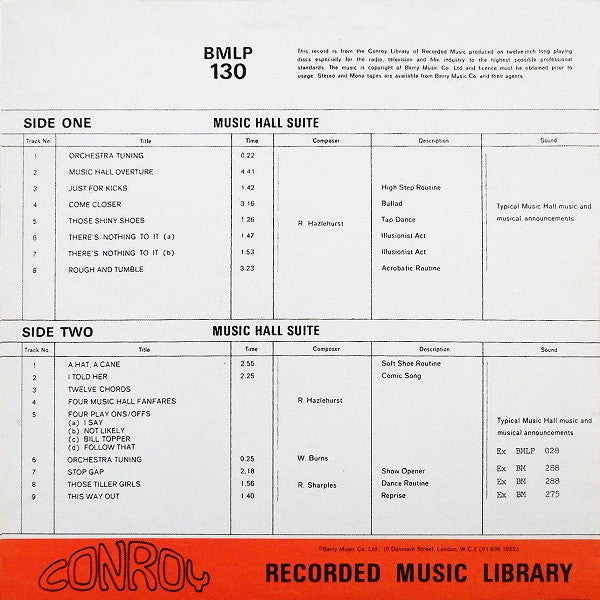 BMLP
130
This record is from the Conroy Library of Recorded Music produced on twelve-inch long playing
discs especially for the radio, television and film industry to the highest possible professional
standards. The music is copyright of Berry Music Co. Ltd and licence must be obtained prior to
usage. Stereo and Mono tapes are available from Berry Music Co, and their agents.
SIDE ONE MUSIC HALL SUITE
Track No. Title Time Composer Description Sound
1 ORCHESTRA TUNING 0.22
2 MUSIC HALL OVERTURE 4.41
3 JUST FOR KICKS 1.42 High Step Routine
4 COME CLOSER 3.16 Ballad Typical Music Hall music and
5 THOSE SHINY SHOES 1.26 R. Hazlehurst Tap Dance musical announcements
6 THERE'S NOTHING TO IT (a) 1.47 Illusionist Act
7 THERE'S NOTHING TO IT (b) 1.53 Illusionist Act
8 ROUGH AND TUMBLE 3.23 Acrobatic Routine
SIDE TWO MUSIC HALL SUITE
Track No. Title Time Composer Description Sound
1 A HAT, A CANE 2.55 Soft Shoe Routine
2 I TOLD HER 2.25 Comic Song
3 TWELVE CHORDS
4 FOUR MUSIC HALL FANFARES R. Hazlehurst
5 FOUR PLAY ONS/OFFS
(a) I SAY Typical Music Hall music and
(b) NOT LIKELY musical announcements
(c) BILL TOPPER
(d) FOLLOW THAT Ex BMLP 028
6 ORCHESTRA TUNING 0.25 W. Burns
7 STOP GAP 2.18 Show Opener Ex BM 288
8 THOSE TILLER GIRLS 1.56 R. Sharples Dance Routine Ex BM 288
9 THIS WAY OUT 1.40 Reprise Ex BM 275
©Berry Music Co. Ltd., 10 Denmark Street, London, W.C.2 (01-836 1653)
CONROY RECORDED MUSIC LIBRARY